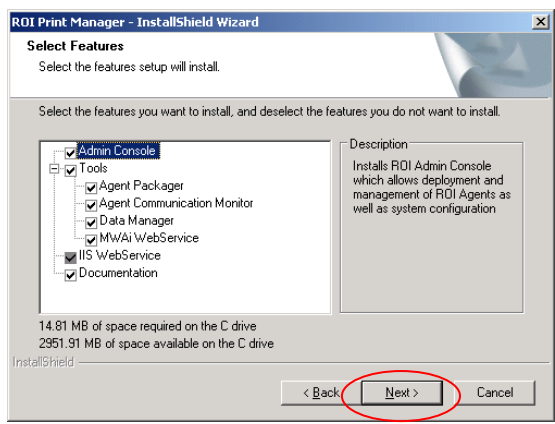 ROI Print Manager - InstallShield Wizard
Select Features
Select the features setup will install.
Select the features you want to install, and deselect the features you do not want to install.
Admin Console
Tools
Agent Packager
Agent Communication Monitor
Data Manager
MWAi WebService
IIS WebService
Documentation
Description
Installs ROI Admin Console
which allows deployment and
management of ROI Agents as
well as system configuration
14.81 MB of space required on the C drive
2951.91 MB of space available on the C drive
InstallShield
< Back
Next >
Cancel